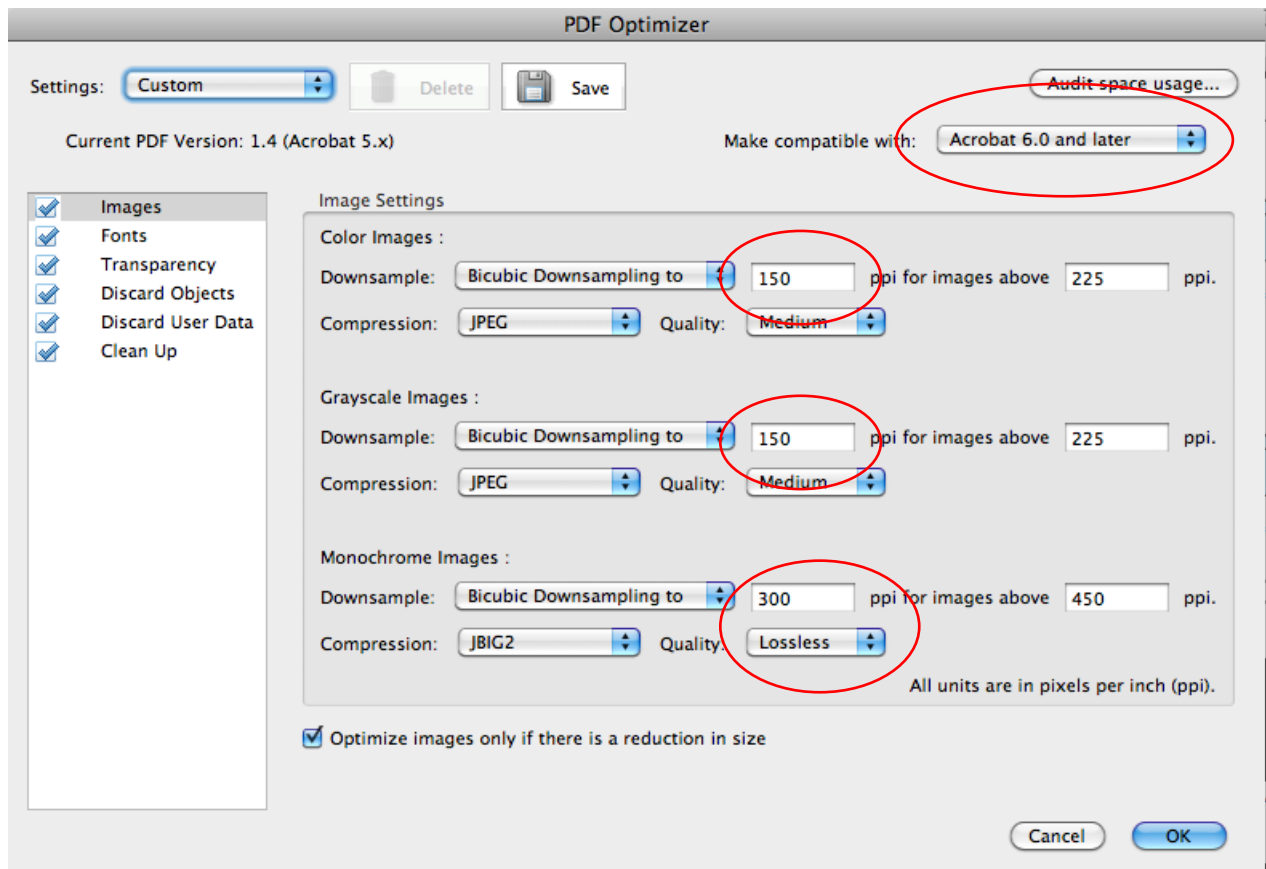 PDF Optimizer
Settings: Custom Delete Save Audit space usage...
Current PDF Version: 1.4 (Acrobat 5.x) Make compatible with: Acrobat 6.0 and later
Images
Fonts
Transparency
Discard Objects
Discard User Data
Clean Up
Image Settings
Color Images :
Downsample: Bicubic Downsampling to 150 ppi for images above 225 ppi.
Compression: JPEG Quality: Medium
Grayscale Images :
Downsample: Bicubic Downsampling to 150 ppi for images above 225 ppi.
Compression: JPEG Quality: Medium
Monochrome Images :
Downsample: Bicubic Downsampling to 300 ppi for images above 450 ppi.
Compression: JBIG2 Quality: Lossless
All units are in pixels per inch (ppi).
Optimize images only if there is a reduction in size
Cancel OK